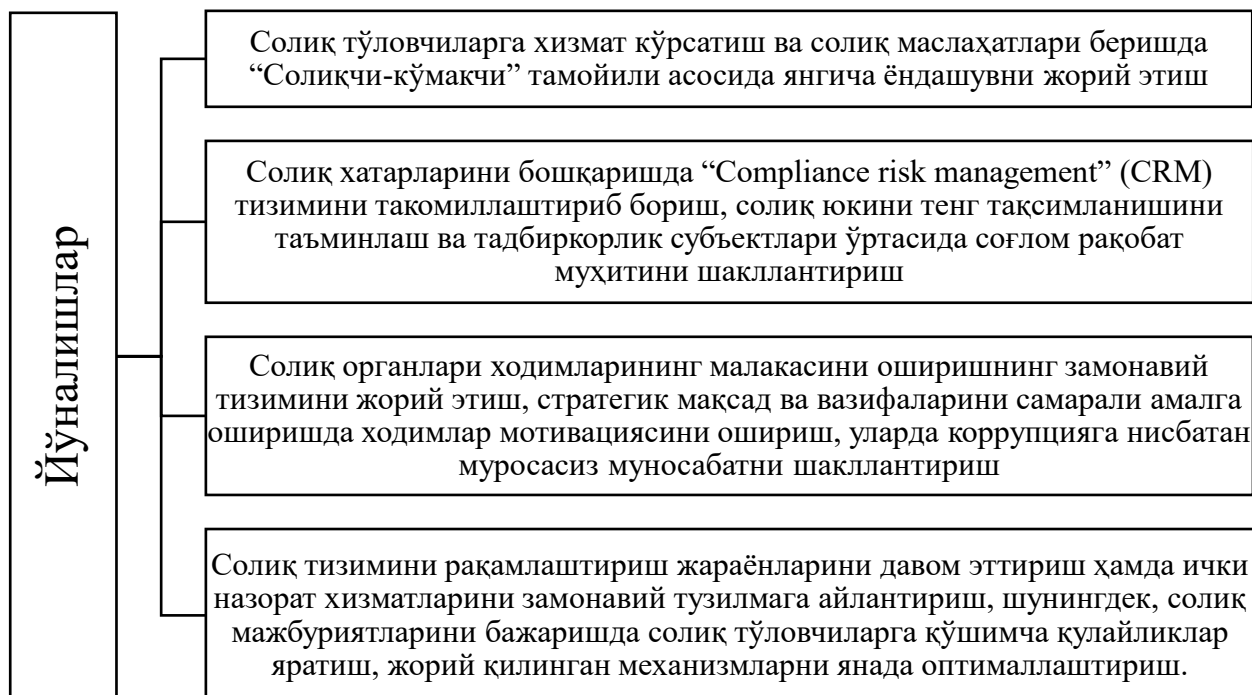 Йўналишлар
Солиқ тўловчиларга хизмат кўрсатиш ва солиқ маслаҳатлари беришда
“Солиқчи-кўмакчи” тамойили асосида янгича ёндашувни жорий этиш
Солиқ хатарларини бошқаришда “Compliance risk management” (CRM)
тизимини такомиллаштириб бориш, солиқ юкини тенг тақсимланишини
таъминлаш ва тадбиркорлик субъектлари ўртасида соғлом рақобат
муҳитини шакллантириш
Солиқ органлари ходимларининг малакасини оширишнинг замонавий
тизимини жорий этиш, стратегик мақсад ва вазифаларини самарали амалга
оширишда ходимлар мотивациясини ошириш, уларда коррупцияга нисбатан
муросасиз муносабатни шакллантириш
Солиқ тизимини рақамлаштириш жараёнларини давом эттириш ҳамда ички
назорат хизматларини замонавий тузилмага айлантириш, шунингдек, солиқ
мажбуриятларини бажаришда солиқ тўловчиларга қўшимча қулайликлар
яратиш, жорий қилинган механизмларни янада оптималлаштириш.